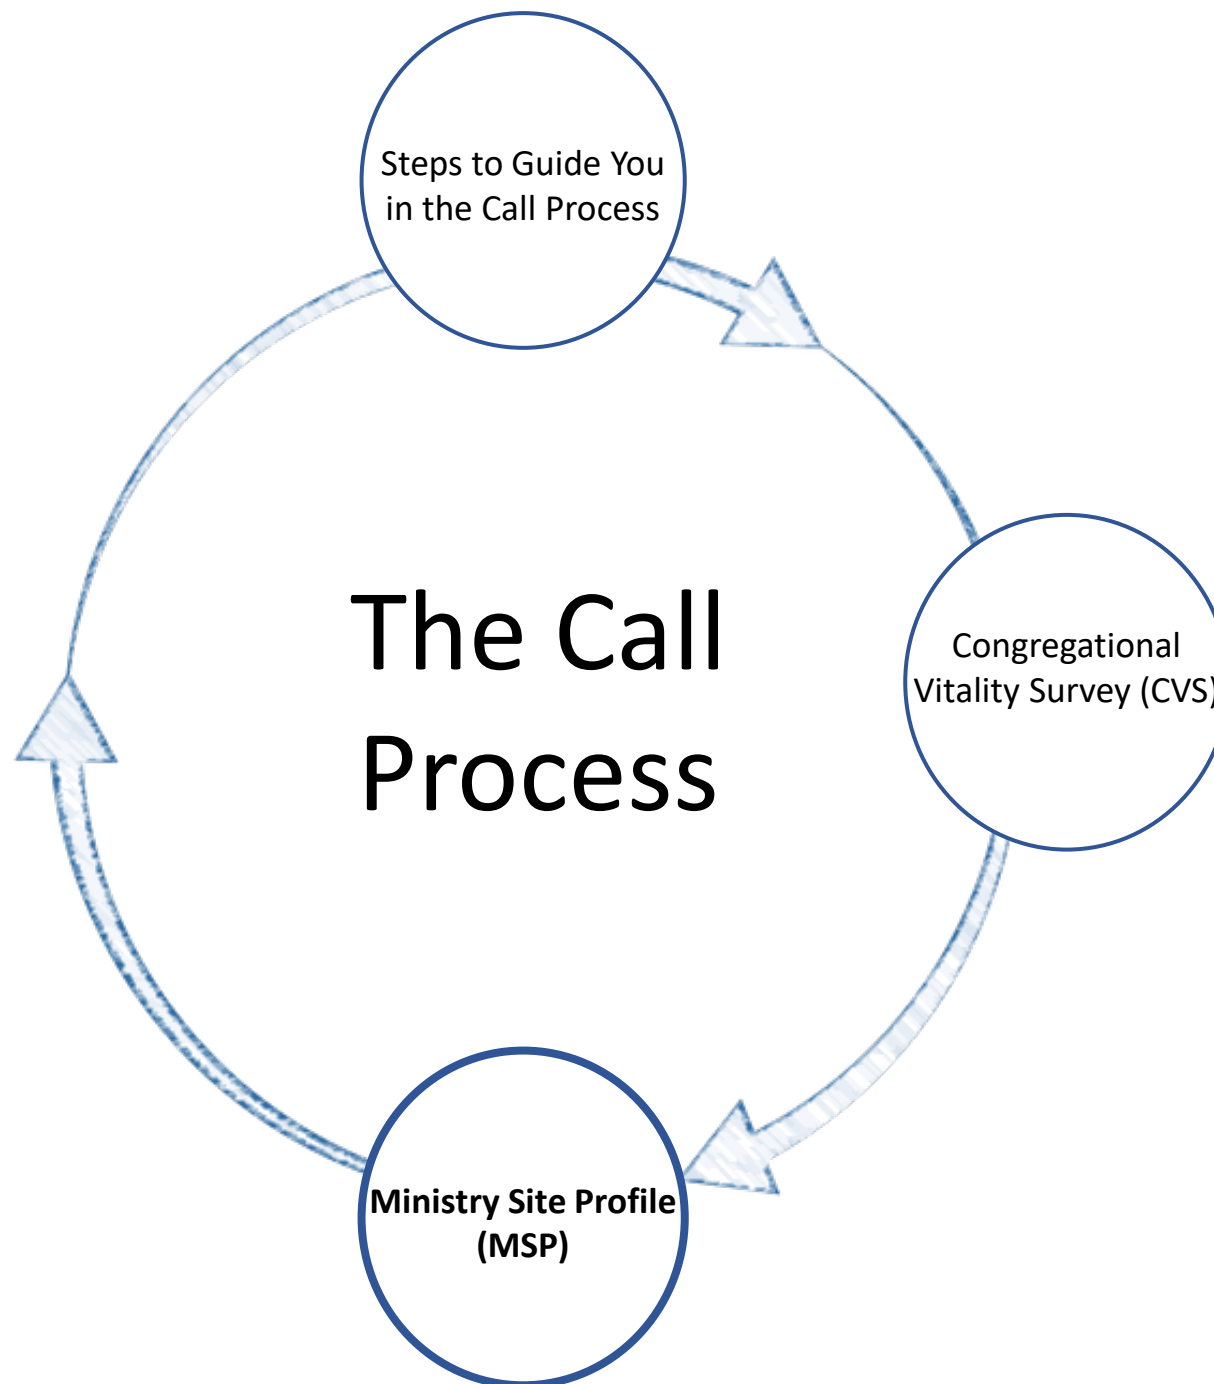 Steps to Guide You
in the Call Process
The Call
Process
Congregational
Vitality Survey (CVS)
Ministry Site Profile
(MSP)